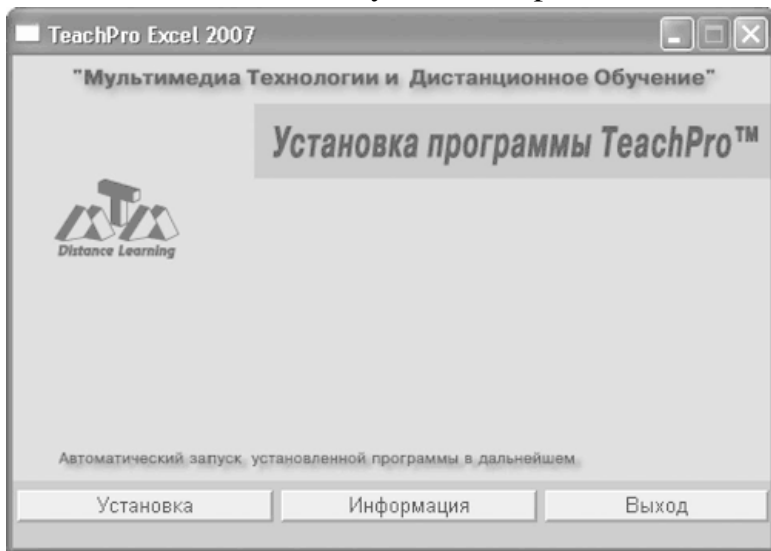 TeachPro Excel 2007
"Мультимедиа Технологии и Дистанционное Обучение"
Установка программы TeachPro™
MTM
Distance Learning
Автоматический запуск установленной программы в дальнейшем
Установка
Информация
Выход